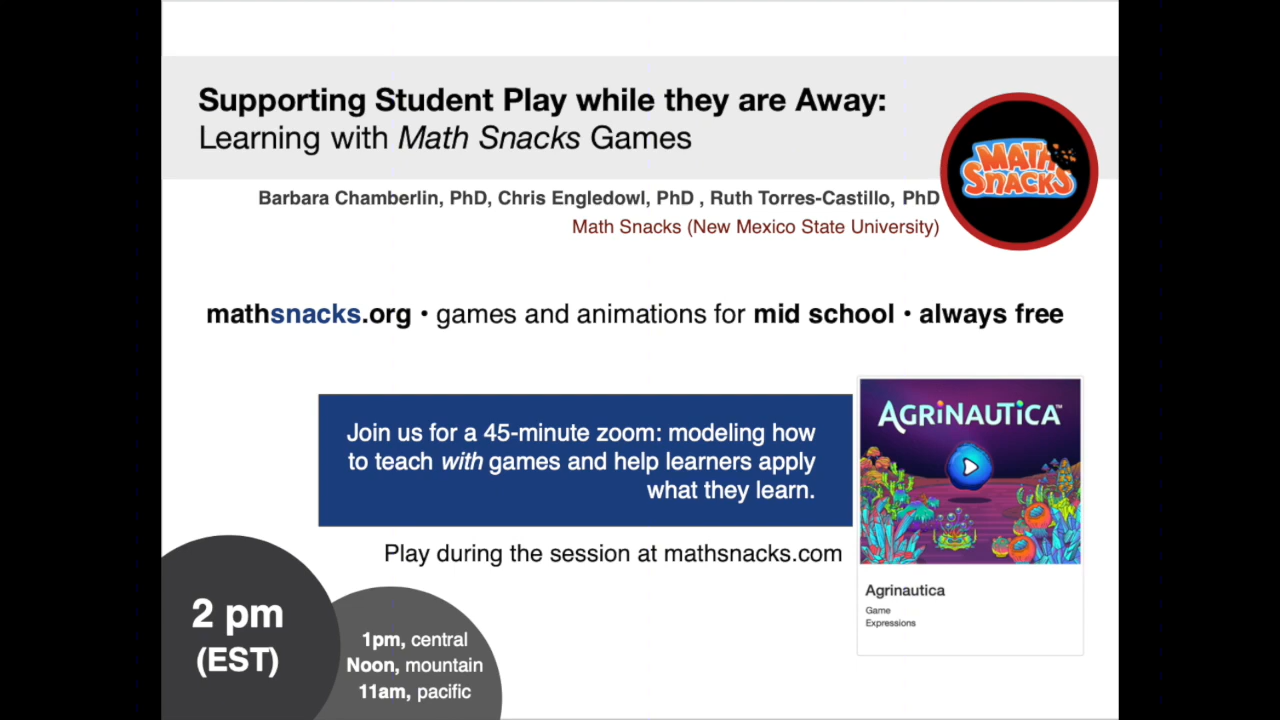 Supporting Student Play while they are Away:
Learning with Math Snacks Games
MATH
SNACKS
Barbara Chamberlin, PhD, Chris Engledowl, PhD , Ruth Torres-Castillo, PhD
Math Snacks (New Mexico State University)
mathsnacks.org • games and animations for mid school • always free
Join us for a 45-minute zoom: modeling how
to teach with games and help learners apply
what they learn.
AGRINAUTICA™
Play during the session at mathsnacks.com
Agrinautica
Game
Expressions
2 pm
(EST)
1pm, central
Noon, mountain
11am, pacific